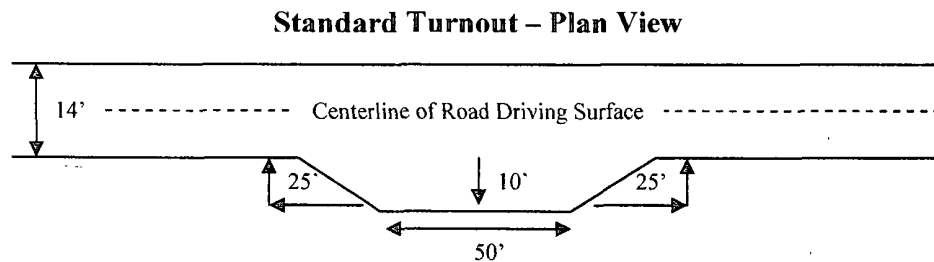 Standard Turnout – Plan View
14'
Centerline of Road Driving Surface
25'
10'
25'
50'